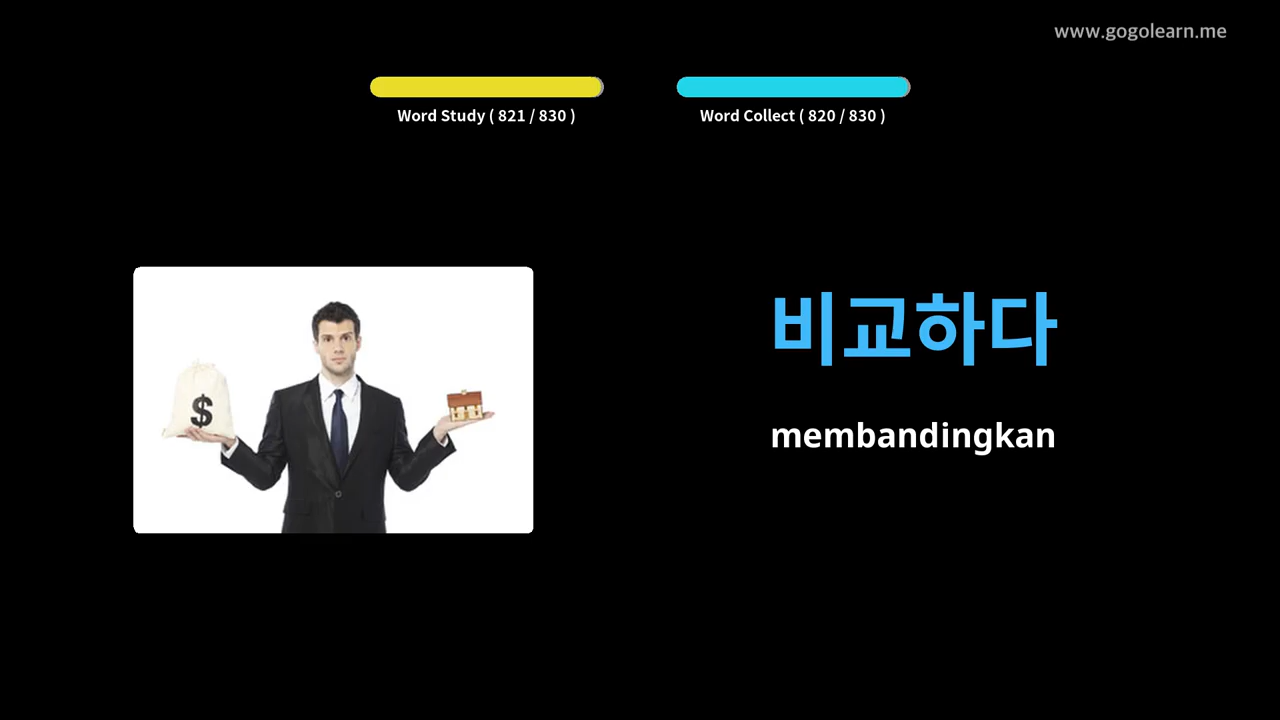 www.gogolearn.me
Word Study ( 821 / 830 )
Word Collect ( 820 / 830 )
$
비교하다
membandingkan